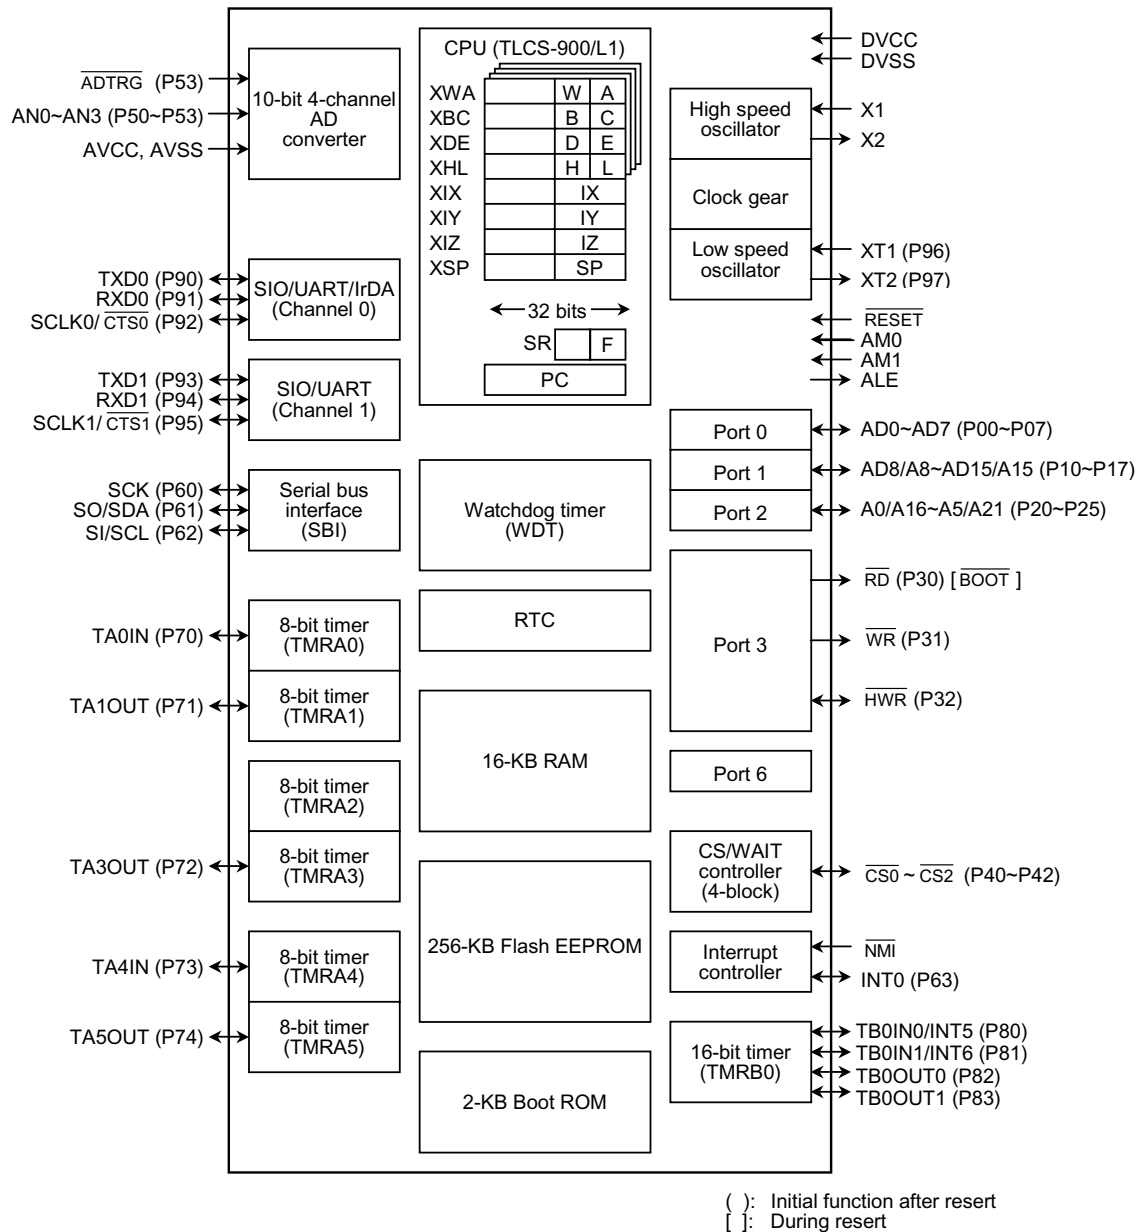 ADTRG (P53)
AN0~AN3 (P50~P53)
AVCC, AVSS
10-bit 4-channel
AD
converter
TXD0 (P90)
RXD0 (P91)
SCLK0/ CTS0 (P92)
SIO/UART/IrDA
(Channel 0)
TXD1 (P93)
RXD1 (P94)
SCLK1/ CTS1 (P95)
SIO/UART
(Channel 1)
SCK (P60)
SO/SDA (P61)
SI/SCL (P62)
Serial bus
interface
(SBI)
TA0IN (P70)
8-bit timer
(TMRA0)
TA1OUT (P71)
8-bit timer
(TMRA1)
8-bit timer
(TMRA2)
TA3OUT (P72)
8-bit timer
(TMRA3)
TA4IN (P73)
8-bit timer
(TMRA4)
TA5OUT (P74)
8-bit timer
(TMRA5)
CPU (TLCS-900/L1)
XWA W A
XBC B C
XDE D E
XHL H L
XIX IX
XIY IY
XIZ IZ
XSP SP
32 bits
SR F
PC
Watchdog timer
(WDT)
RTC
16-KB RAM
256-KB Flash EEPROM
2-KB Boot ROM
DVCC
DVSS
High speed
oscillator
X1
X2
Clock gear
Low speed
oscillator
XT1 (P96)
XT2 (P97)
RESET
AM0
AM1
ALE
Port 0
AD0~AD7 (P00~P07)
Port 1
AD8/A8~AD15/A15 (P10~P17)
Port 2
A0/A16~A5/A21 (P20~P25)
Port 3
RD (P30) [ BOOT ]
WR (P31)
HWR (P32)
Port 6
CS/WAIT
controller
(4-block)
CS0 ~ CS2 (P40~P42)
Interrupt
controller
NMI
INT0 (P63)
16-bit timer
(TMRB0)
TB0IN0/INT5 (P80)
TB0IN1/INT6 (P81)
TB0OUT0 (P82)
TB0OUT1 (P83)
( ): Initial function after resert
[ ]: During resert